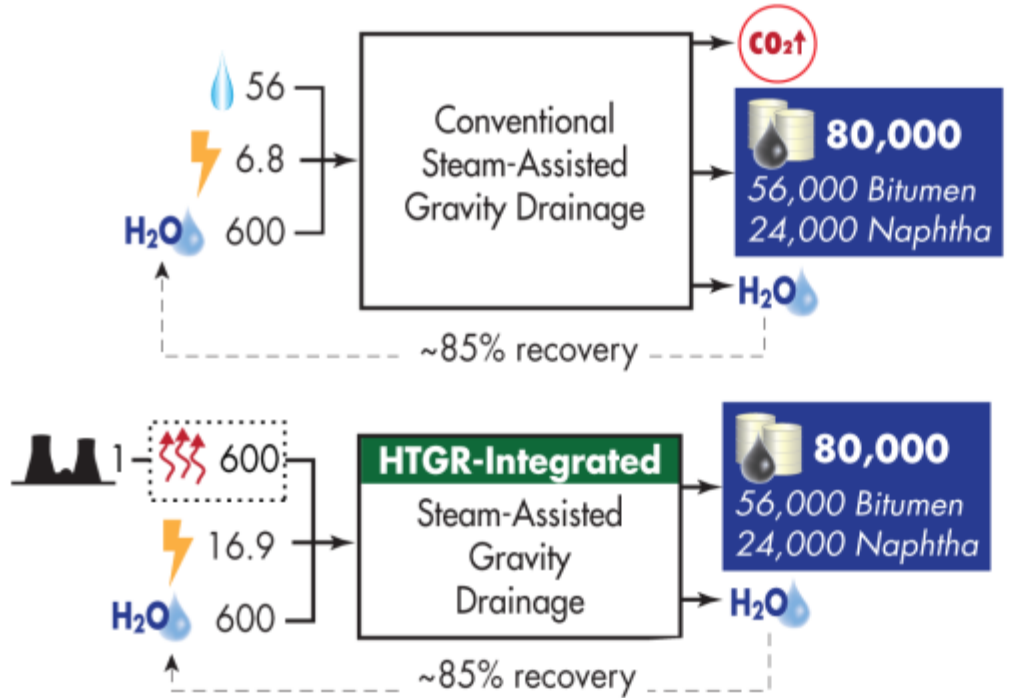 CO₂↑
56
Conventional
Steam-Assisted
Gravity Drainage
80,000
6.8
56,000 Bitumen
24,000 Naphtha
H₂O 600
H₂O
~85% recovery
1 600
HTGR-Integrated
80,000
Steam-Assisted
Gravity
Drainage
56,000 Bitumen
24,000 Naphtha
16.9
H₂O 600
H₂O
~85% recovery